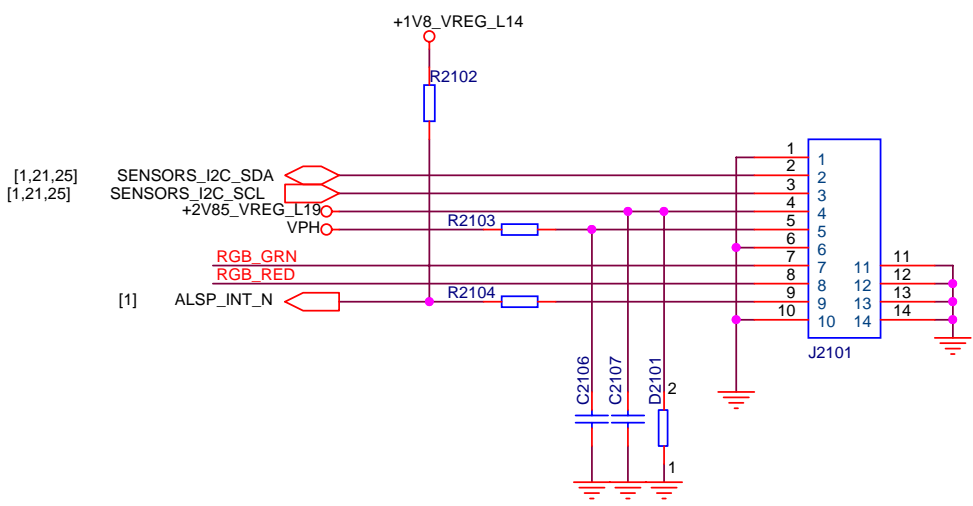 +1V8_VREG_L14
R2102
[1,21,25] SENSORS_I2C_SDA
[1,21,25] SENSORS_I2C_SCL
+2V85_VREG_L19
VPH
R2103
RGB_GRN
RGB_RED
[1] ALSP_INT_N
R2104
1 1
2 2
3 3
4 4
5 5
6 6
7 7
8 8
9 9
10 10
11 11
12 12
13 13
14 14
J2101
C2106
C2107
D2101
2
1